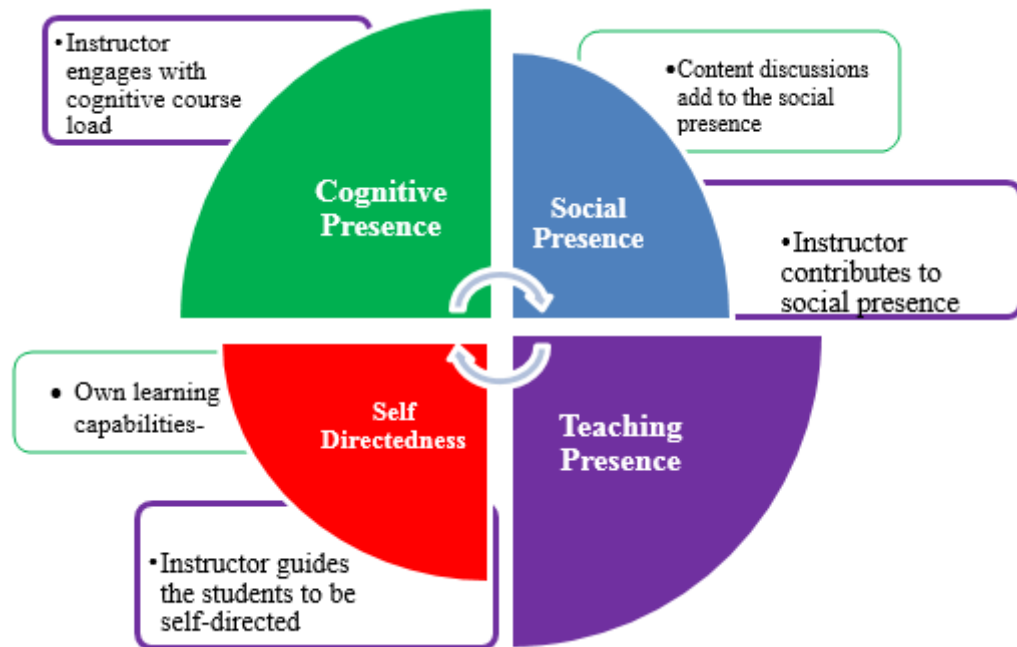 •Instructor
engages with
cognitive course
load
•Content discussions
add to the social
presence
Cognitive
Presence
Social
Presence
•Instructor
contributes to
social presence
• Own learning
capabilities-
Self
Directedness
Teaching
Presence
•Instructor guides
the students to be
self-directed